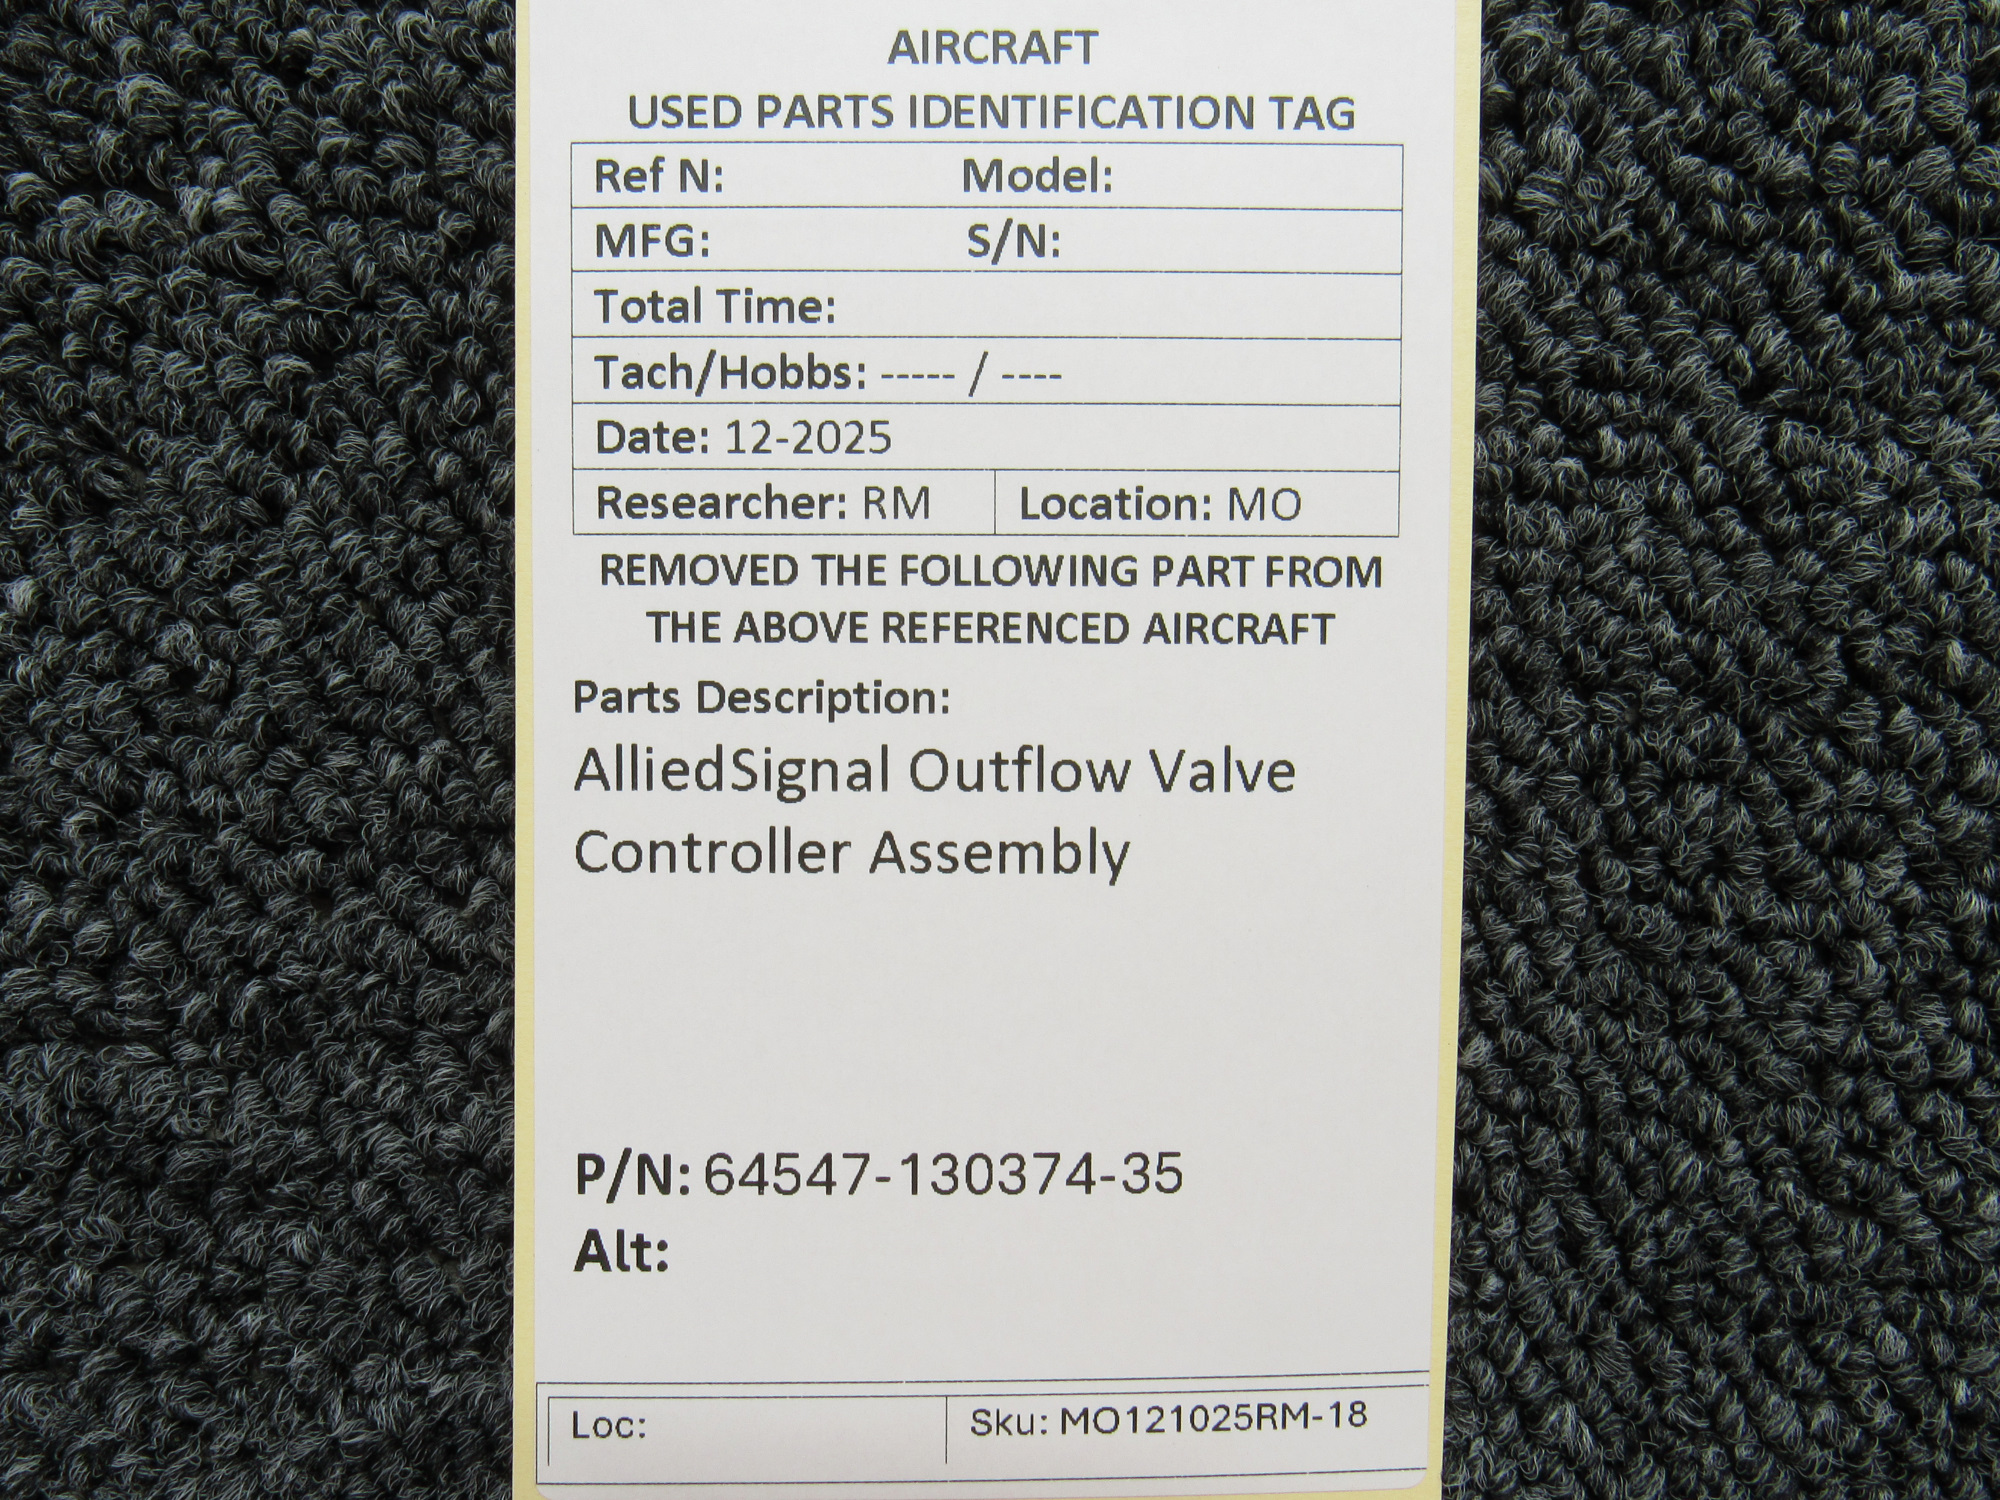 AIRCRAFT
USED PARTS IDENTIFICATION TAG
Ref N: Model:
MFG: S/N:
Total Time:
Tach/Hobbs: ----- / ----
Date: 12-2025
Researcher: RM Location: MO
REMOVED THE FOLLOWING PART FROM
THE ABOVE REFERENCED AIRCRAFT
Parts Description:
AlliedSignal Outflow Valve
Controller Assembly
P/N: 64547-130374-35
Alt:
Loc: Sku: MO121025RM-18